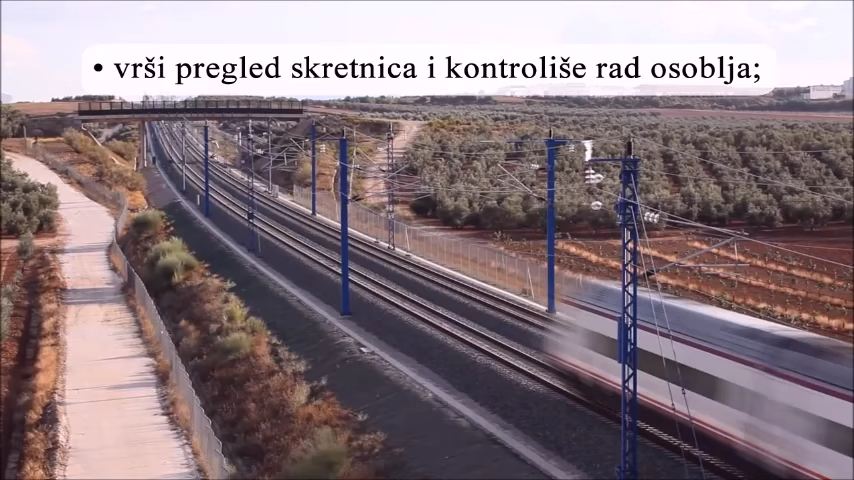 • vrši pregled skretnica i kontroliše rad osoblja;